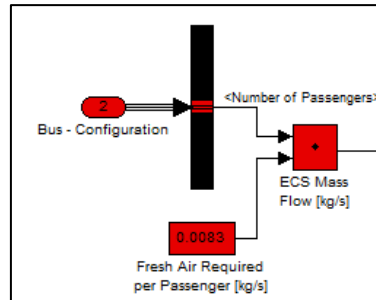 <Number of Passengers>
2
Bus - Configuration
ECS Mass
Flow [kg/s]
0.0083
Fresh Air Required
per Passenger [kg/s]